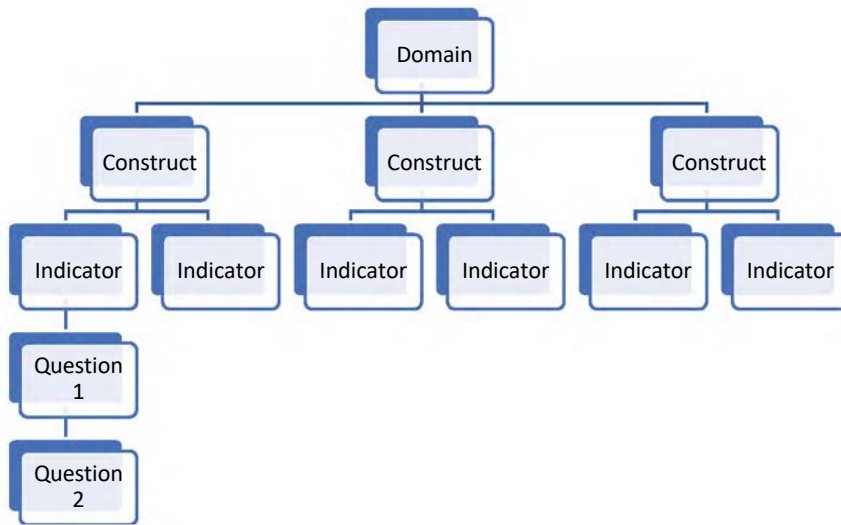 Domain
Construct
Construct
Construct
Indicator
Indicator
Indicator
Indicator
Indicator
Indicator
Question
1
Question
2